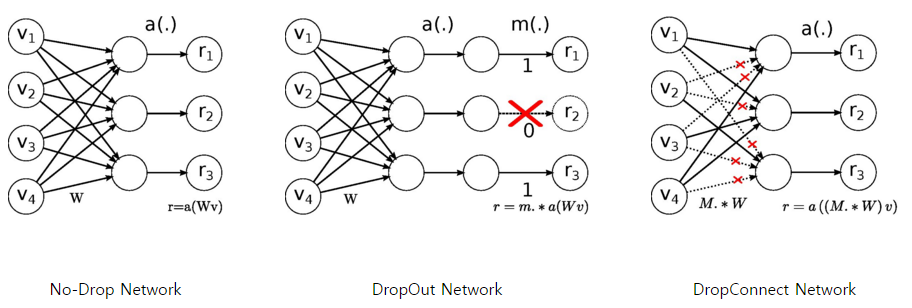 a(.)
v1
v2
v3
v4
r1
r2
r3
W
r=a(Wv)
No-Drop Network
a(.)
m(.)
v1
v2
v3
v4
1
0
1
r1
r2
r3
W
r = m. * a(Wv)
DropOut Network
a(.)
v1
v2
v3
v4
r1
r2
r3
M. * W
r = a ((M. * W) v)
DropConnect Network